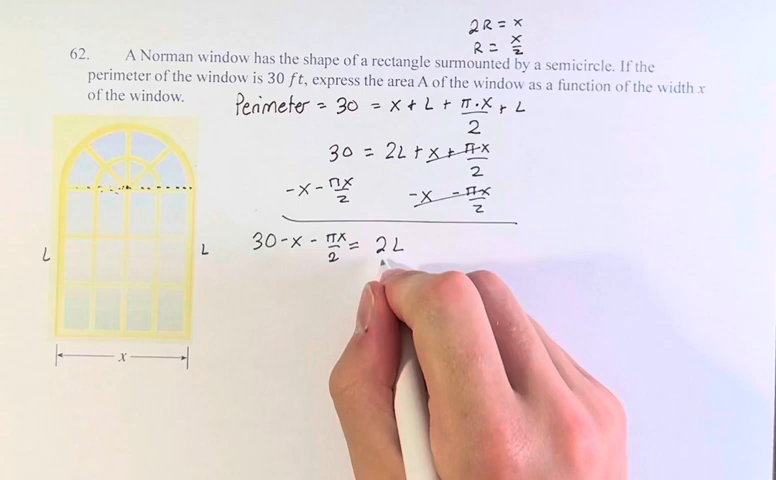 2R = x
R = x/2
62. A Norman window has the shape of a rectangle surmounted by a semicircle. If the
perimeter of the window is 30 ft, express the area A of the window as a function of the width x
of the window.
Perimeter = 30 = x + L + π·x/2 + L
30 = 2L + x + π·x/2
-x - πx/2 -x - πx/2
30 - x - πx/2 = 2L
L L
x